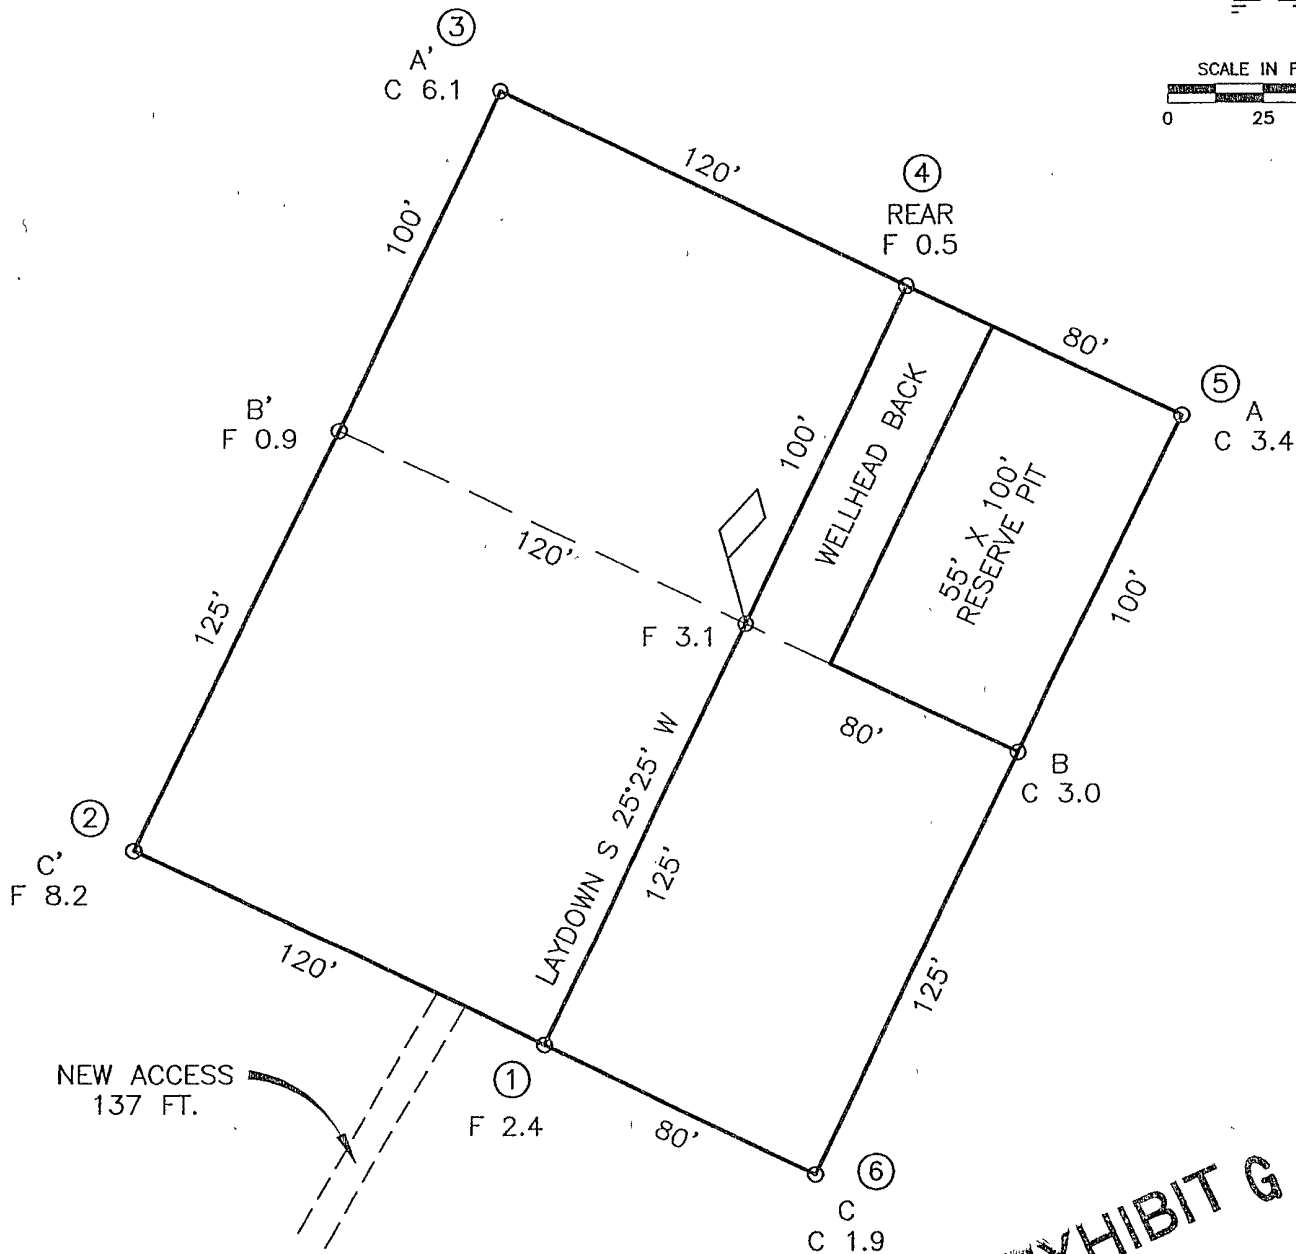 3
A'
C 6.1
SCALE IN F
0 25
120'
4
REAR
F 0.5
100'
80'
5
A
C 3.4
B'
F 0.9
100'
WELLHEAD BACK
55' X 100'
RESERVE PIT
120'
100'
125'
F 3.1
80'
B
C 3.0
LAYDOWN S 25°25' W
125'
2
C'
F 8.2
120'
125'
NEW ACCESS
137 FT.
1
F 2.4
80'
6
C
C 1.9
EXHIBIT G